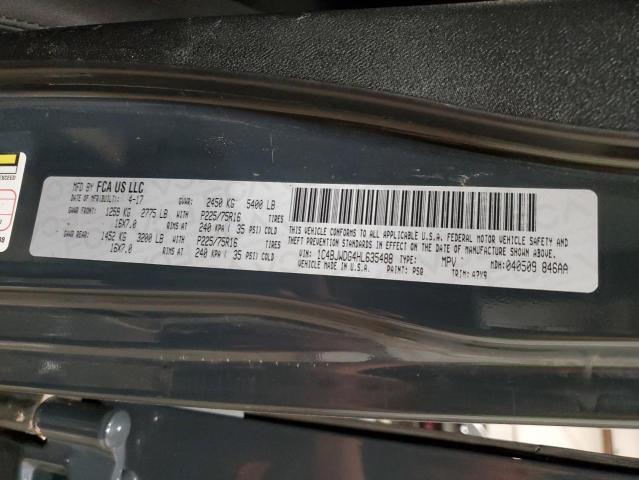 MFD BY FCA US LLC
DATE OF MFR(BUILT): 4-17 GVWR: 2450 KG 5400 LB
GAWR FRONT: 1259 KG 2775 LB WITH P225/75R16 TIRES
16X7.0 RIMS AT 240 KPA ( 35 PSI) COLD
GAWR REAR: 1452 KG 3200 LB WITH P225/75R16 TIRES
16X7.0 RIMS AT 240 KPA ( 35 PSI) COLD
THIS VEHICLE CONFORMS TO ALL APPLICABLE U.S.A. FEDERAL MOTOR VEHICLE SAFETY AND
THEFT PREVENTION STANDARDS IN EFFECT ON THE DATE OF MANUFACTURE SHOWN ABOVE.
VIN: 1C4BJWDG4HL635488 TYPE: MPV MDH: 040509 846AA
VEHICLE MADE IN U.S.A. PAINT: PS8 TRIM: A7X9
EXCEED